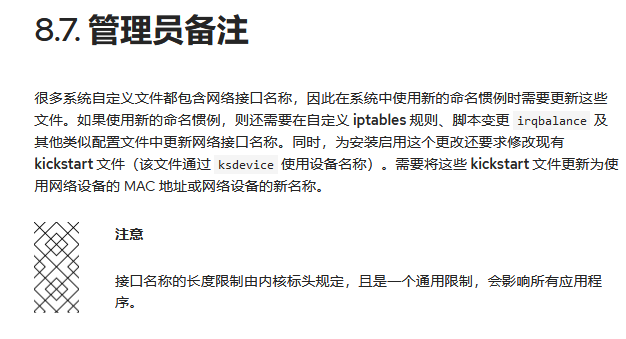 8.7. 管理员备注
很多系统自定义文件都包含网络接口名称，因此在系统中使用新的命名惯例时需要更新这些
文件。如果使用新的命名惯例，则还需要在自定义 iptables 规则、脚本变更 irqbalance 及
其他类似配置文件中更新网络接口名称。同时，为安装启用这个更改还要求修改现有
kickstart 文件（该文件通过 ksdevice 使用设备名称）。需要将这些 kickstart 文件更新为使
用网络设备的 MAC 地址或网络设备的新名称。
注意
接口名称的长度限制由内核标头规定，且是一个通用限制，会影响所有应用程
序。